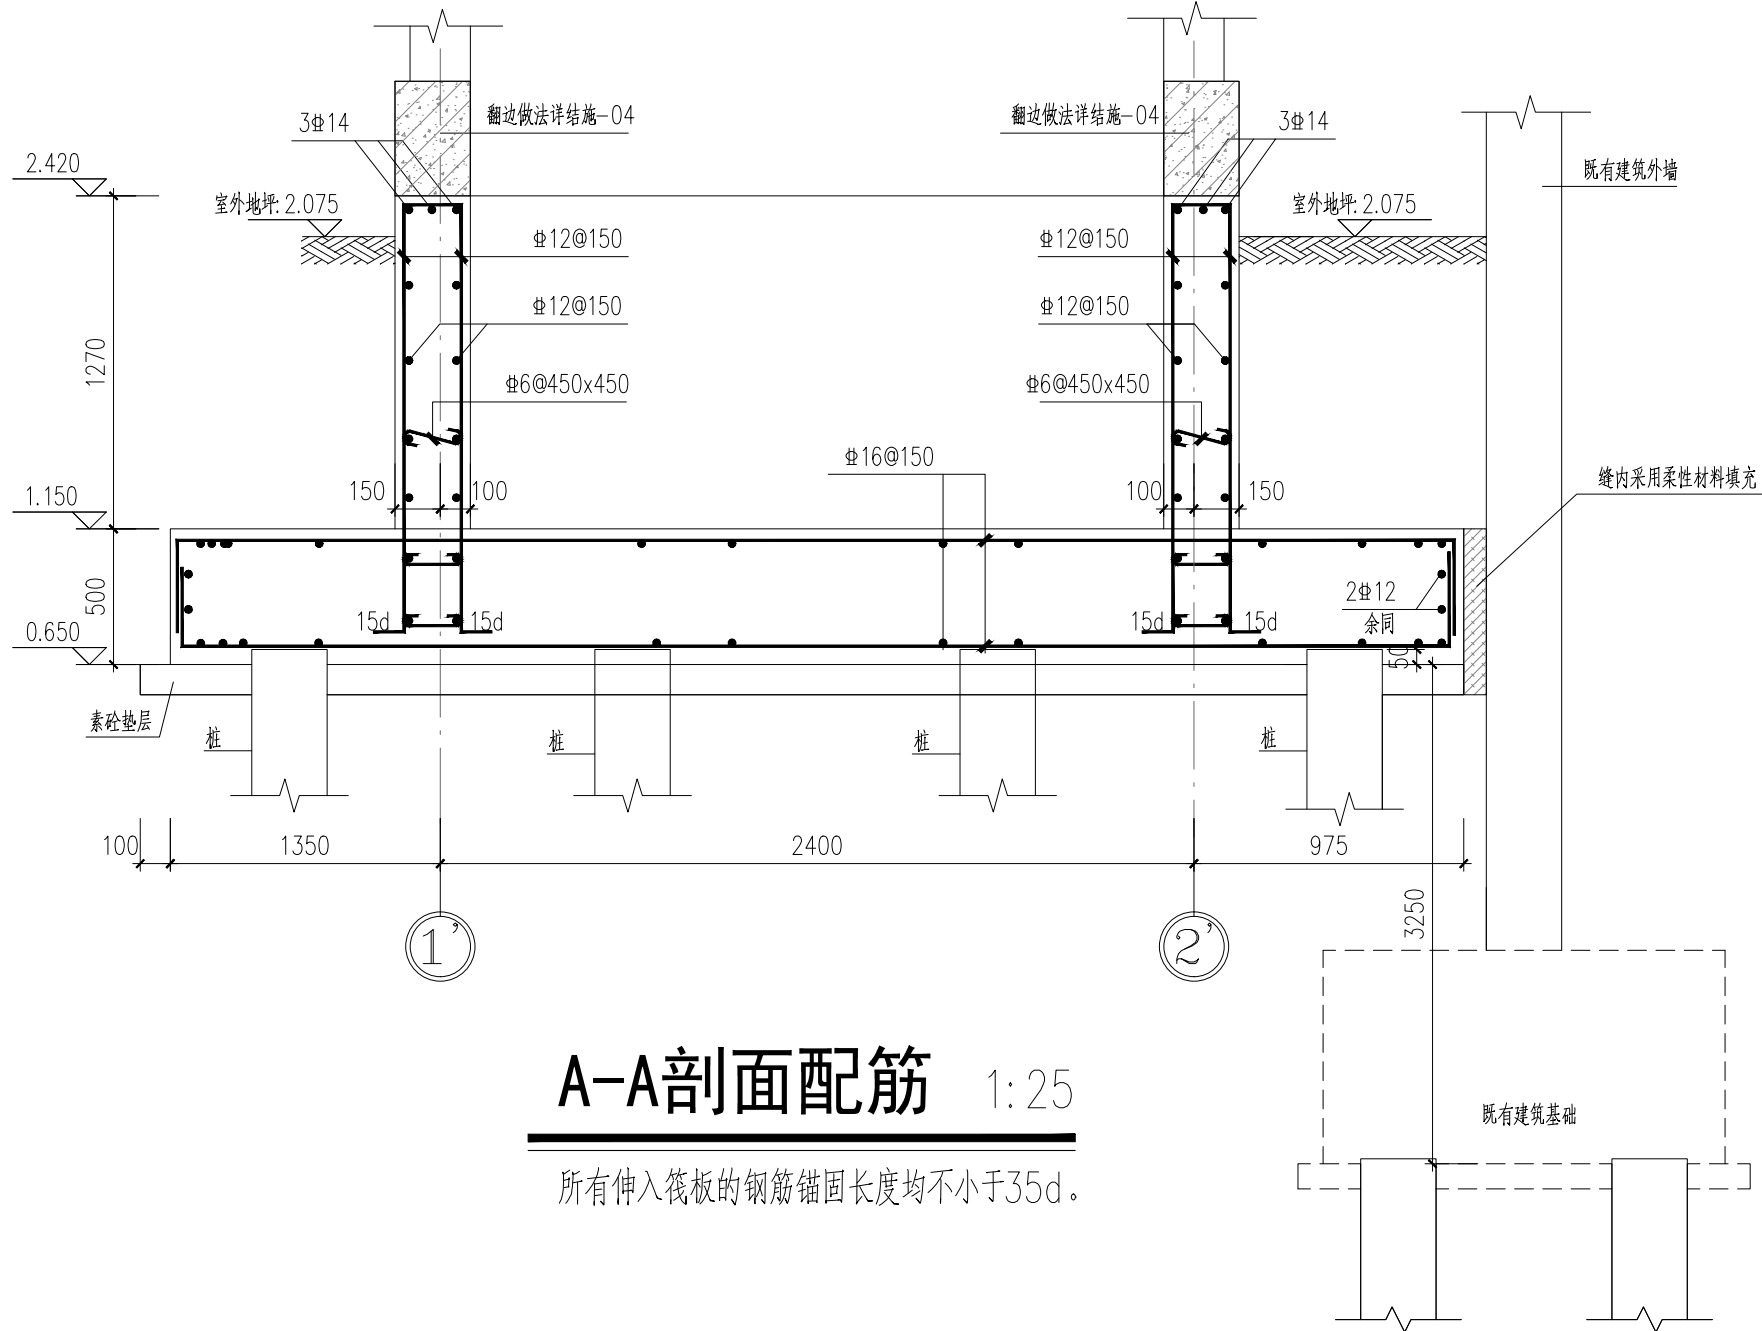 翻边做法详结施-04
翻边做法详结施-04
3⌽14
3⌽14
2.420
既有建筑外墙
室外地坪:2.075
室外地坪:2.075
⌽12@150
⌽12@150
⌽12@150
⌽12@150
1270
⌽6@450x450
⌽6@450x450
⌽16@150
缝内采用柔性材料填充
150
100
100
150
1.150
500
2⌽12
余同
15d
15d
15d
15d
0.650
50
素砼垫层
桩
桩
桩
桩
100
1350
2400
975
3250
1'
2'
A-A剖面配筋 1:25
既有建筑基础
所有伸入筏板的钢筋锚固长度均不小于35d。